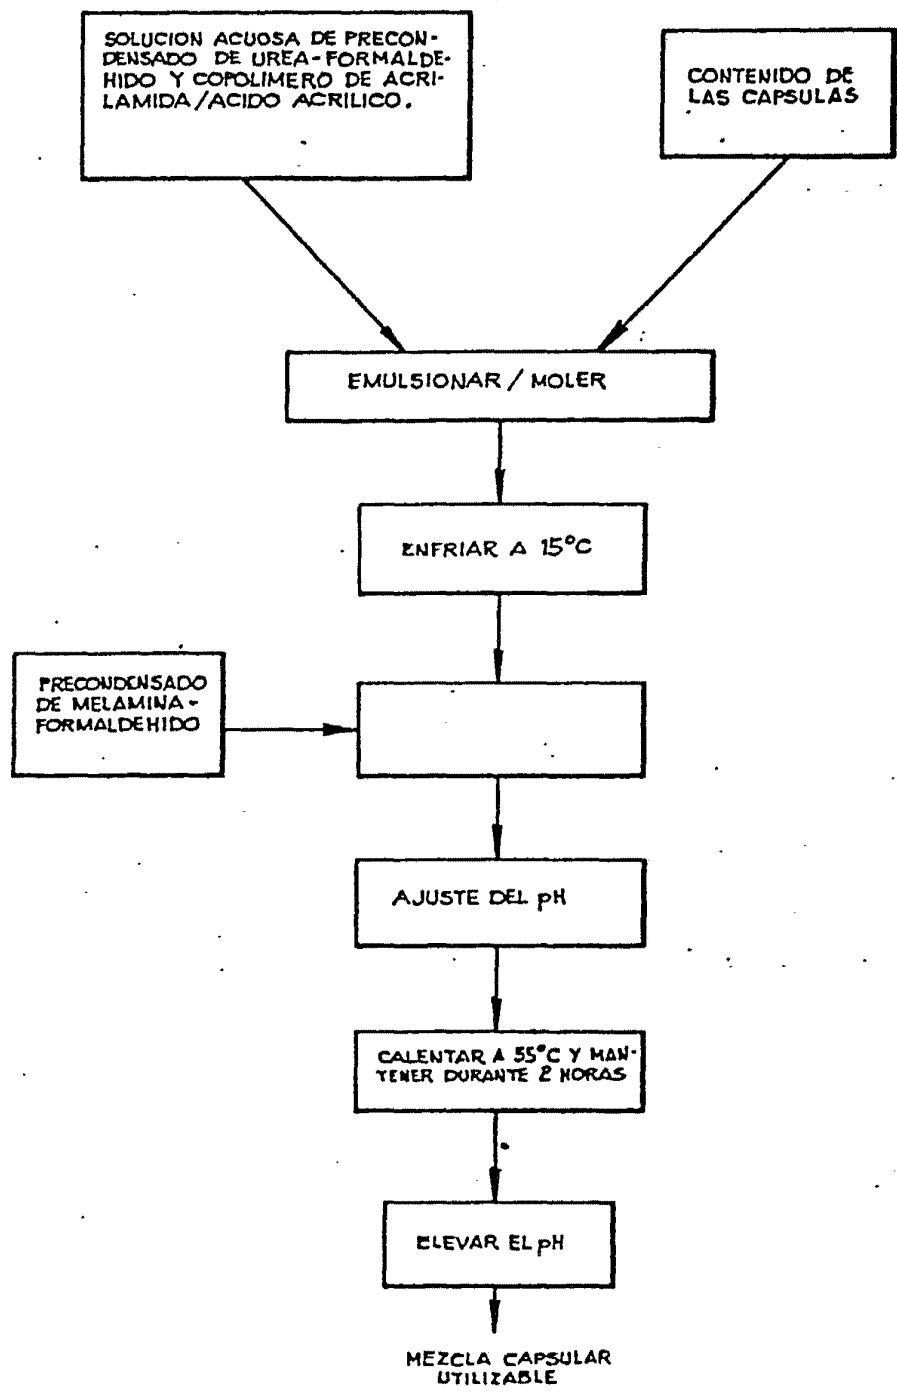 SOLUCION ACUOSA DE PRECON-
DENSADO DE UREA-FORMALDE-
HIDO Y COPOLIMERO DE ACRI-
LAMIDA/ACIDO ACRILICO.
CONTENIDO DE
LAS CAPSULAS
EMULSIONAR / MOLER
ENFRIAR A 15°C
PRECONDENSADO
DE MELAMINA-
FORMALDEHIDO
AJUSTE DEL pH
CALENTAR A 55°C Y MAN-
TENER DURANTE 2 HORAS
ELEVAR EL pH
MEZCLA CAPSULAR
UTILIZABLE